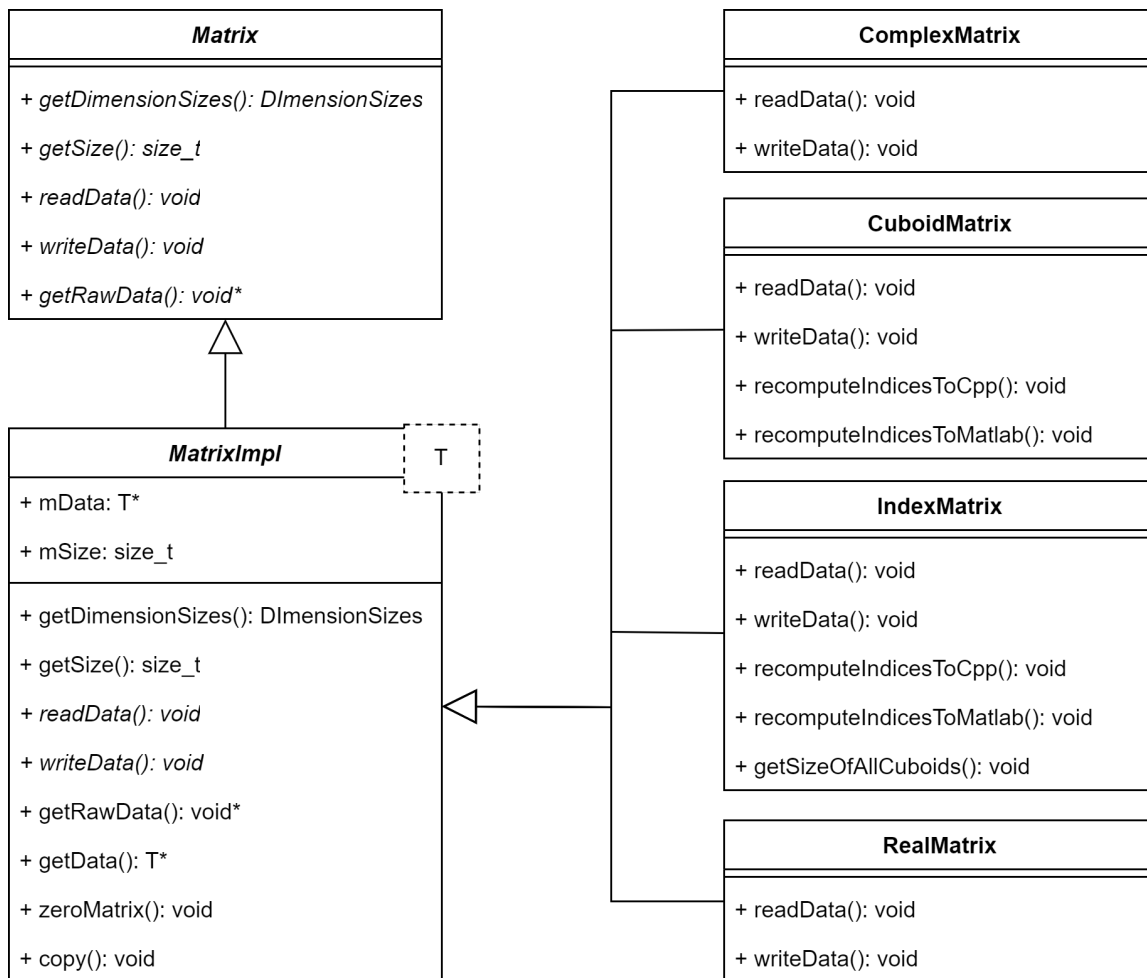 Matrix
+ getDimensionSizes(): DImensionSizes
+ getSize(): size_t
+ readData(): void
+ writeData(): void
+ getRawData(): void*
MatrixImpl
T
+ mData: T*
+ mSize: size_t
+ getDimensionSizes(): DImensionSizes
+ getSize(): size_t
+ readData(): void
+ writeData(): void
+ getRawData(): void*
+ getData(): T*
+ zeroMatrix(): void
+ copy(): void
ComplexMatrix
+ readData(): void
+ writeData(): void
CuboidMatrix
+ readData(): void
+ writeData(): void
+ recomputeIndicesToCpp(): void
+ recomputeIndicesToMatlab(): void
IndexMatrix
+ readData(): void
+ writeData(): void
+ recomputeIndicesToCpp(): void
+ recomputeIndicesToMatlab(): void
+ getSizeOfAllCuboids(): void
RealMatrix
+ readData(): void
+ writeData(): void